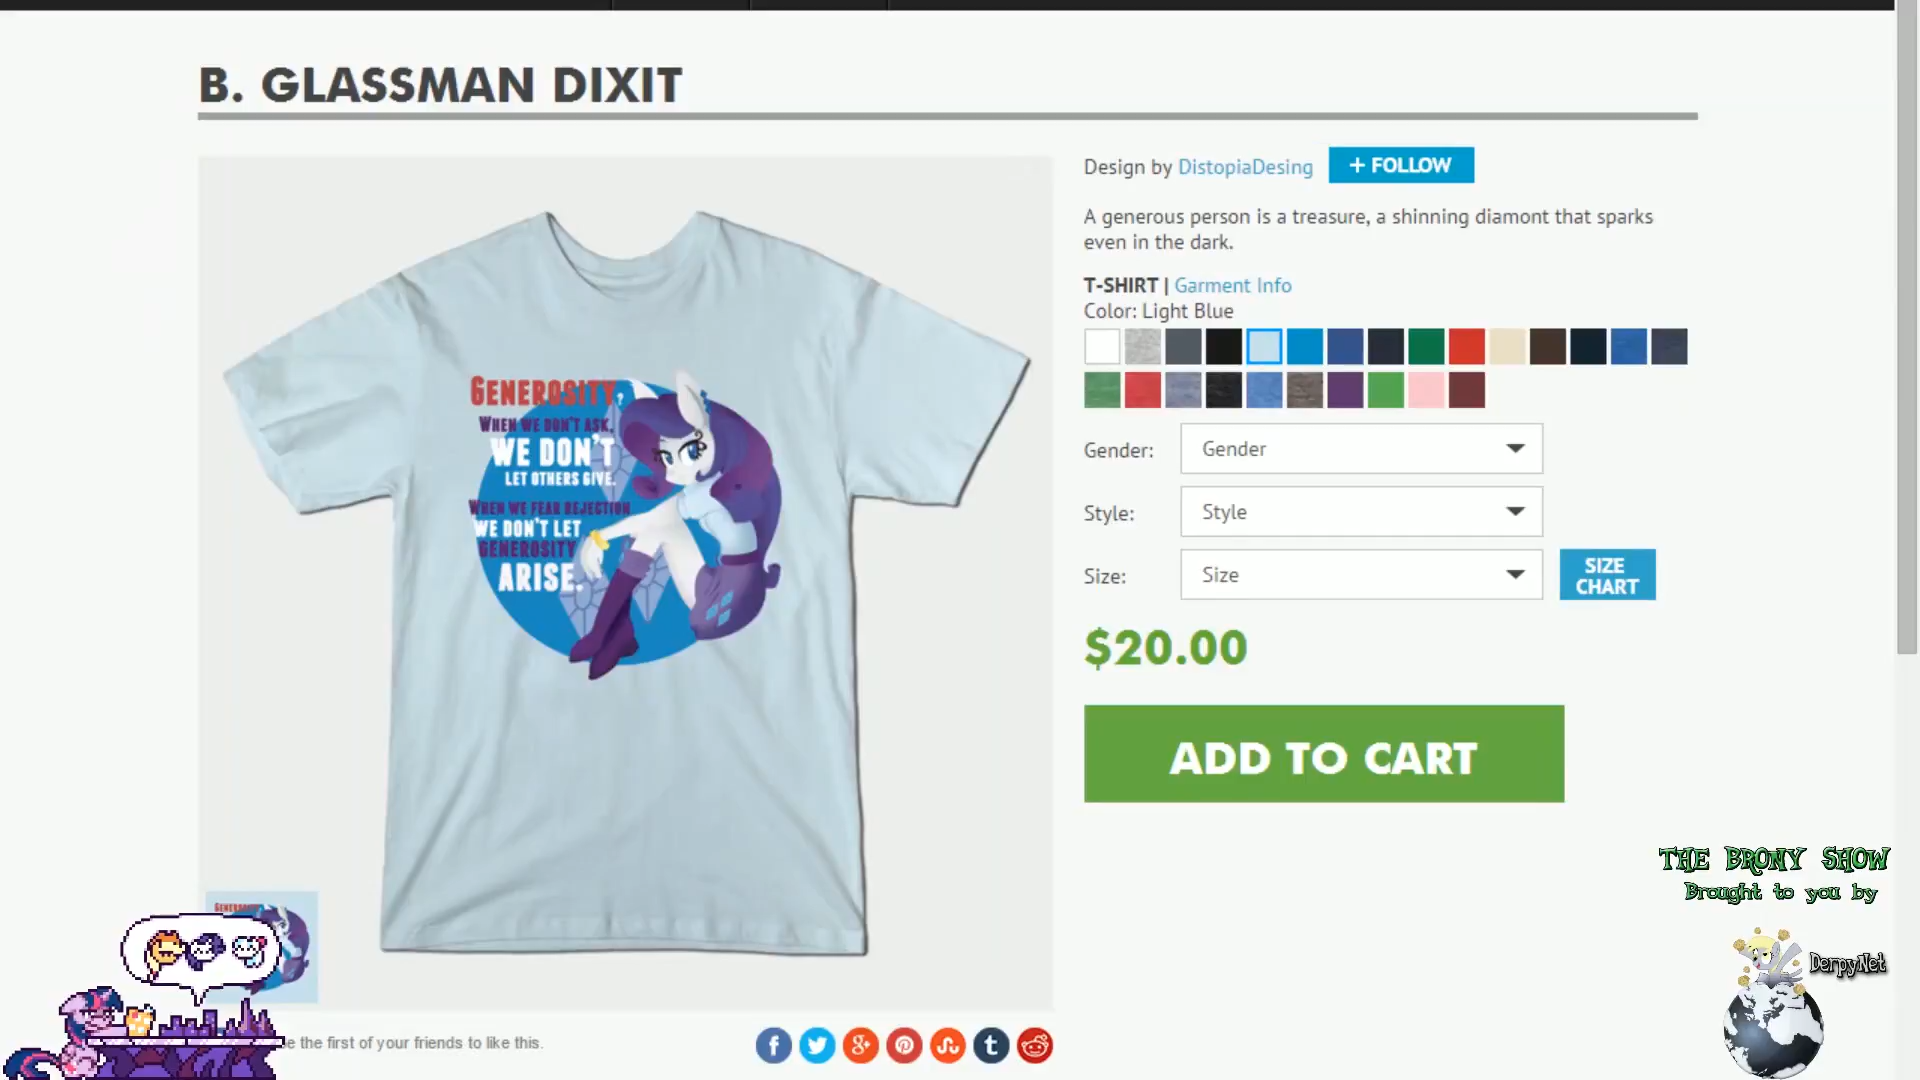 B. GLASSMAN DIXIT
Design by DistopiaDesing
+ FOLLOW
A generous person is a treasure, a shinning diamont that sparks
even in the dark.
T-SHIRT | Garment Info
Color: Light Blue
GENEROSITY,
WHEN WE DON'T ASK,
WE DON'T
LET OTHERS GIVE.
WHEN WE FEAR REJECTION
WE DON'T LET
GENEROSITY
ARISE.
Gender:
Gender
Style:
Style
Size:
Size
SIZE
CHART
$20.00
ADD TO CART
THE BRONY SHOW
Brought to you by
DerpyNet
the first of your friends to like this.